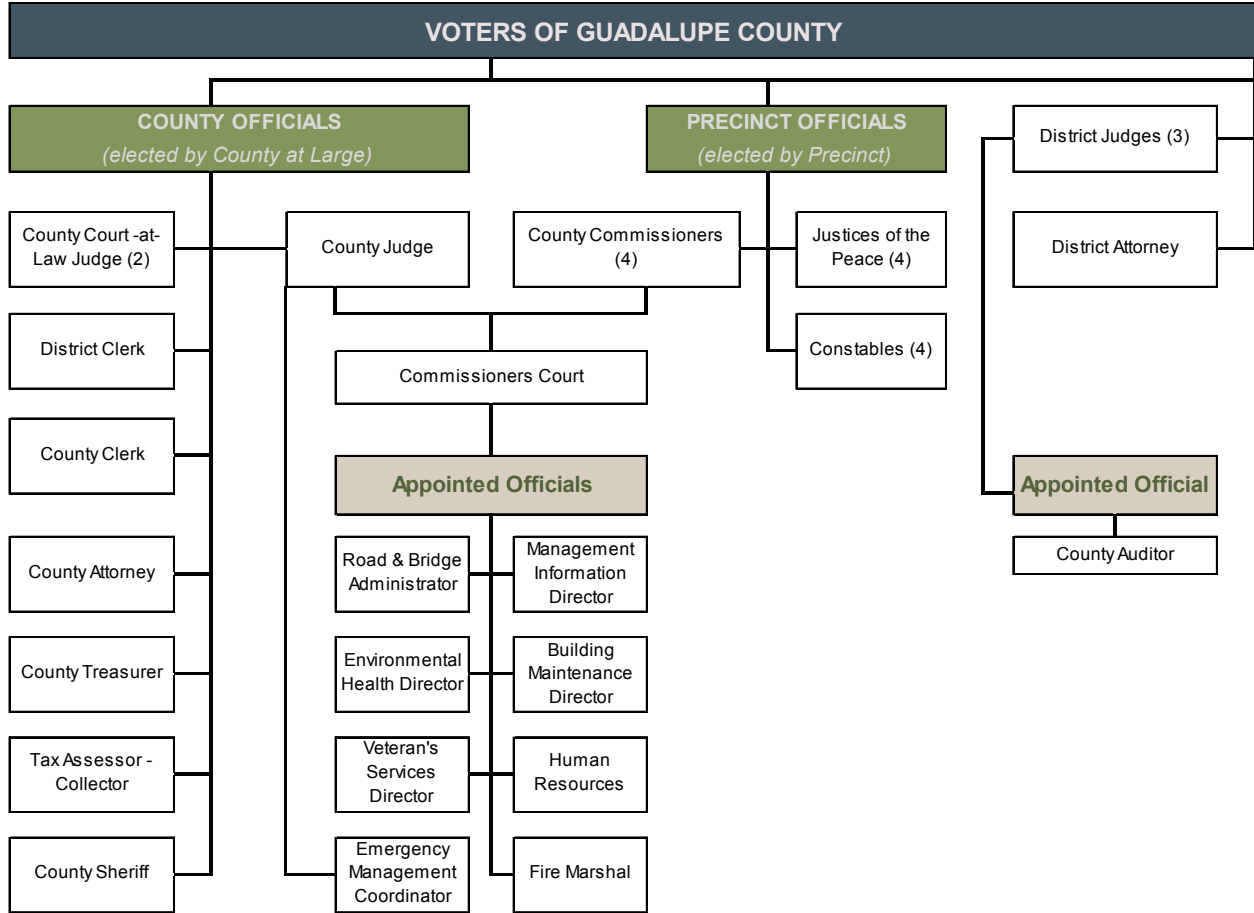 VOTERS OF GUADALUPE COUNTY
COUNTY OFFICIALS
(elected by County at Large)
PRECINCT OFFICIALS
(elected by Precinct)
District Judges (3)
County Court -at-
Law Judge (2)
County Judge
County Commissioners
(4)
Justices of the
Peace (4)
District Attorney
District Clerk
Commissioners Court
Constables (4)
County Clerk
Appointed Officials
Appointed Official
County Attorney
Road & Bridge
Administrator
Management
Information
Director
County Auditor
County Treasurer
Environmental
Health Director
Building
Maintenance
Director
Tax Assessor -
Collector
Veteran's
Services
Director
Human
Resources
County Sheriff
Emergency
Management
Coordinator
Fire Marshal